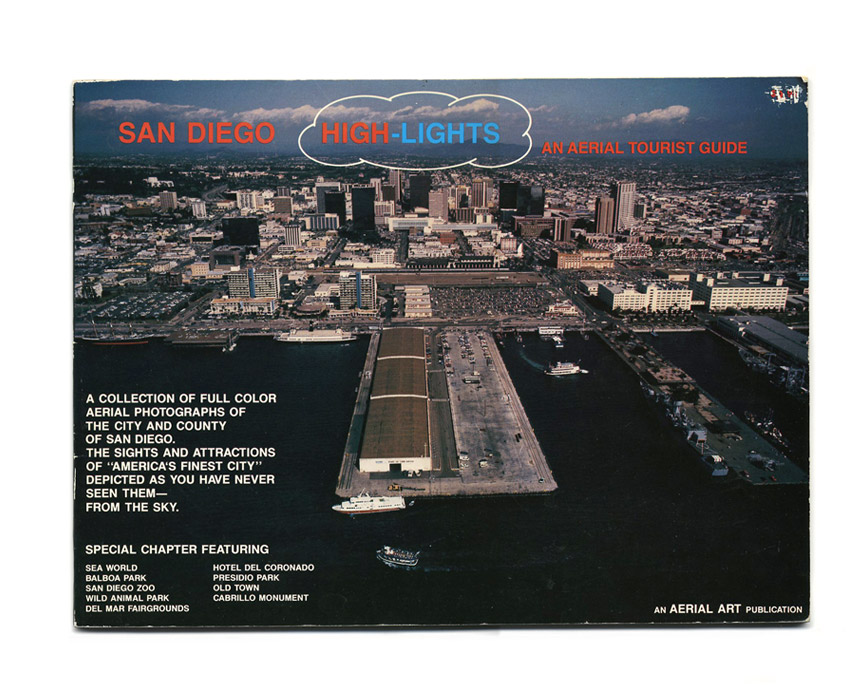 SAN DIEGO HIGH-LIGHTS AN AERIAL TOURIST GUIDE
A COLLECTION OF FULL COLOR
AERIAL PHOTOGRAPHS OF
THE CITY AND COUNTY
OF SAN DIEGO.
THE SIGHTS AND ATTRACTIONS
OF "AMERICA'S FINEST CITY"
DEPICTED AS YOU HAVE NEVER
SEEN THEM—
FROM THE SKY.
SPECIAL CHAPTER FEATURING
SEA WORLD
BALBOA PARK
SAN DIEGO ZOO
WILD ANIMAL PARK
DEL MAR FAIRGROUNDS
HOTEL DEL CORONADO
PRESIDIO PARK
OLD TOWN
CABRILLO MONUMENT
AN AERIAL ART PUBLICATION